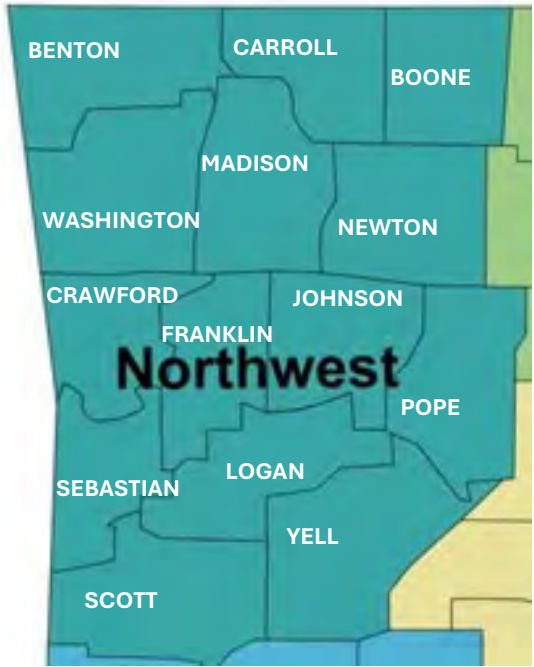 BENTON
CARROLL
BOONE
MADISON
WASHINGTON
NEWTON
CRAWFORD
JOHNSON
FRANKLIN
Northwest
POPE
LOGAN
SEBASTIAN
YELL
SCOTT